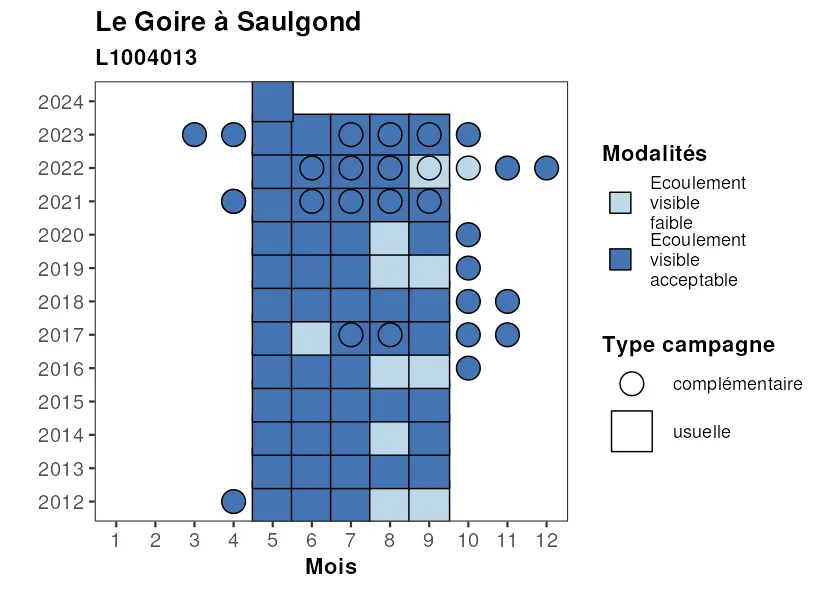 Le Goire à Saulgond
L1004013
2024
2023
2022
2021
2020
2019
2018
2017
2016
2015
2014
2013
2012
1 2 3 4 5 6 7 8 9 10 11 12
Mois
Modalités
Ecoulement
visible
faible
Ecoulement
visible
acceptable
Type campagne
complémentaire
usuelle